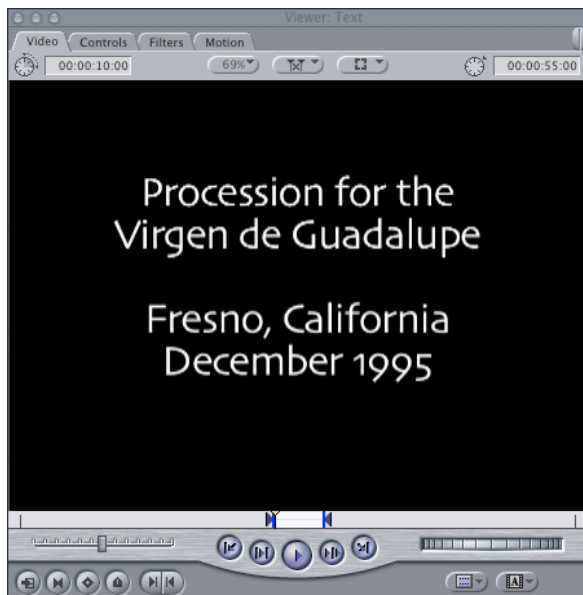 Viewer: Text
Video Controls Filters Motion
00:00:10:00 69% 00:00:55:00
Procession for the
Virgen de Guadalupe
Fresno, California
December 1995
A